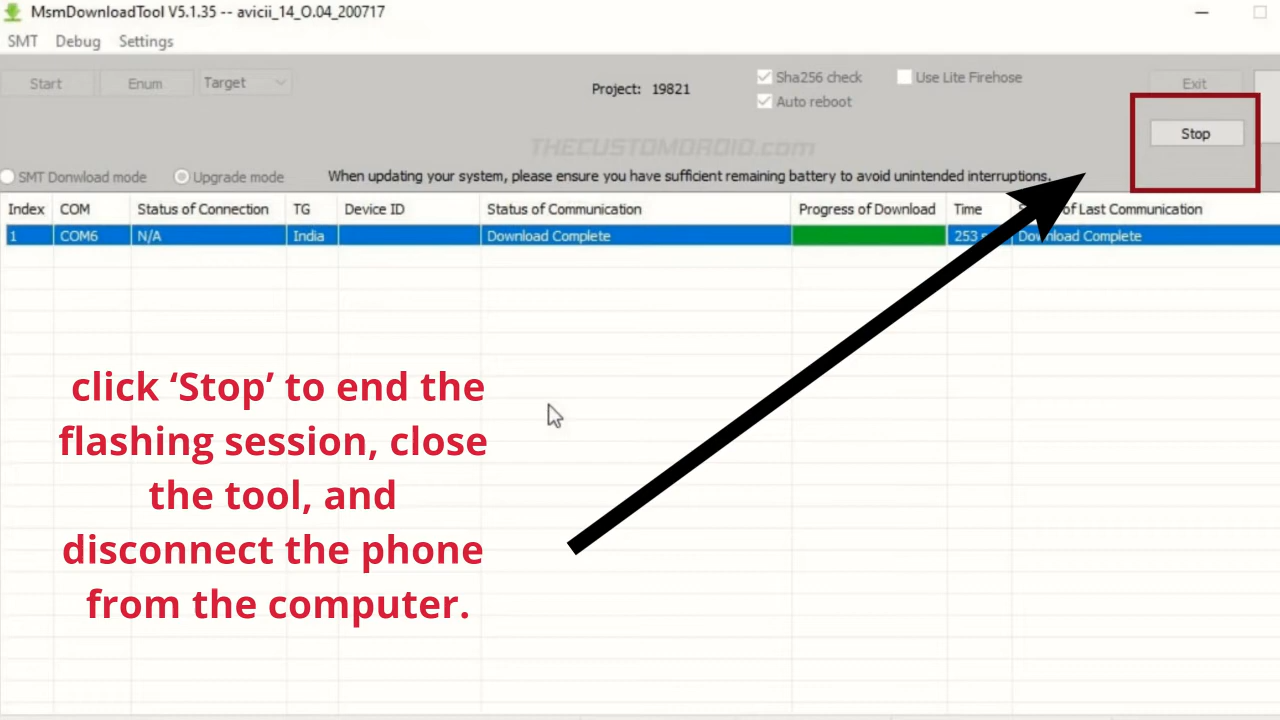 MsmDownloadTool V5.1.35 -- avicii_14_O.04_200717
SMT Debug Settings
Start Enum Target Project: 19821 Sha256 check Use Lite Firehose Exit
Auto reboot
Stop
THECUSTOMDROID.com
SMT Donwload mode Upgrade mode When updating your system, please ensure you have sufficient remaining battery to avoid unintended interruptions.
Index COM Status of Connection TG Device ID Status of Communication Progress of Download Time of Last Communication
1 COM6 N/A India Download Complete 253 Download Complete
click ‘Stop’ to end the
flashing session, close
the tool, and
disconnect the phone
from the computer.